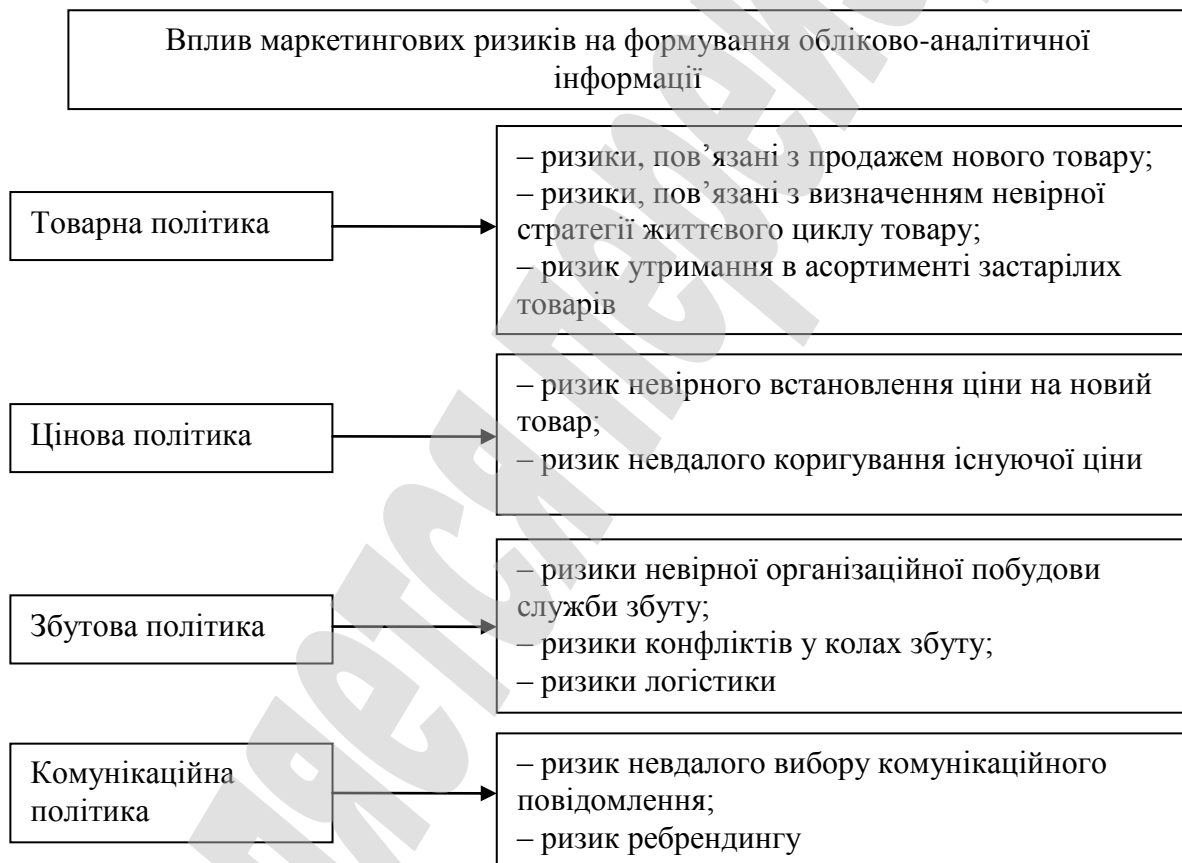 Вплив маркетингових ризиків на формування обліково-аналітичної
інформації
Товарна політика
– ризики, пов’язані з продажем нового товару;
– ризики, пов’язані з визначенням невірної
стратегії життєвого циклу товару;
– ризик утримання в асортименті застарілих
товарів
Цінова політика
– ризик невірного встановлення ціни на новий
товар;
– ризик невдалого коригування існуючої ціни
Збутова політика
– ризики невірної організаційної побудови
служби збуту;
– ризики конфліктів у колах збуту;
– ризики логістики
Комунікаційна
політика
– ризик невдалого вибору комунікаційного
повідомлення;
– ризик ребрендингу